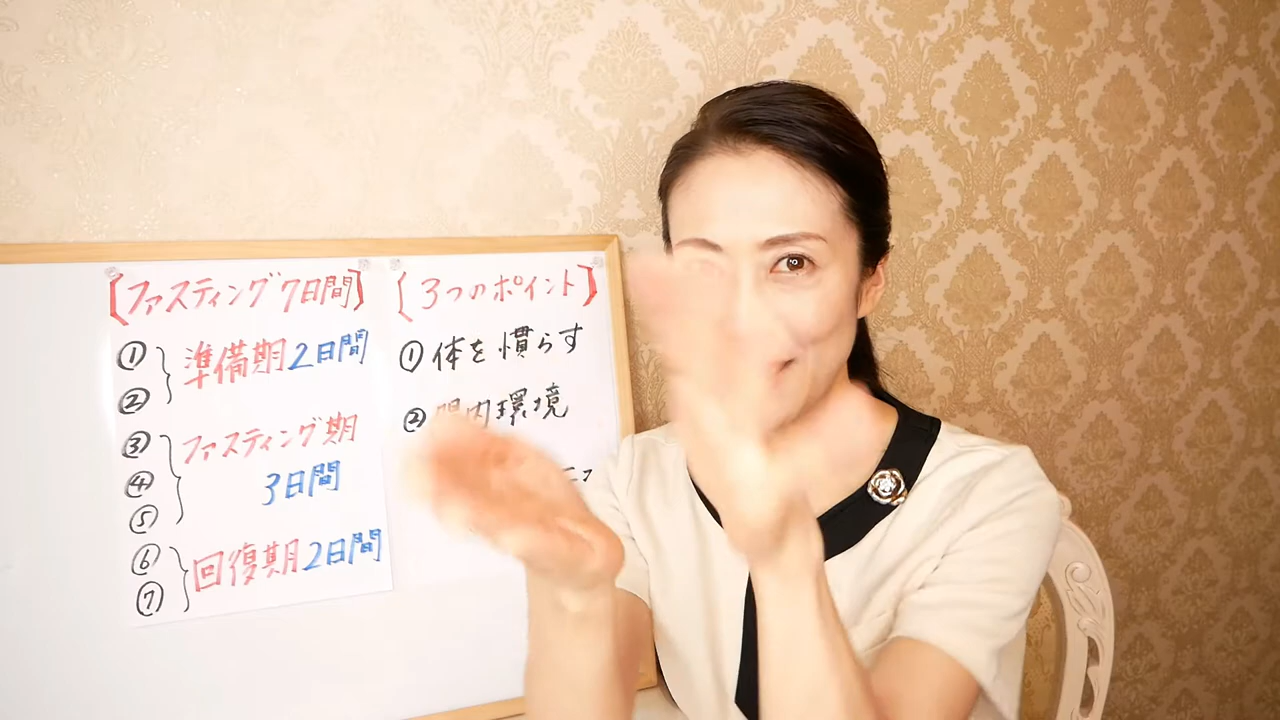 【ファスティング7日間】
① 準備期2日間
②
③ ファスティング期
④ 3日間
⑤
⑥ 回復期2日間
⑦
【3つのポイント】
①体を慣らす
②腸内環境